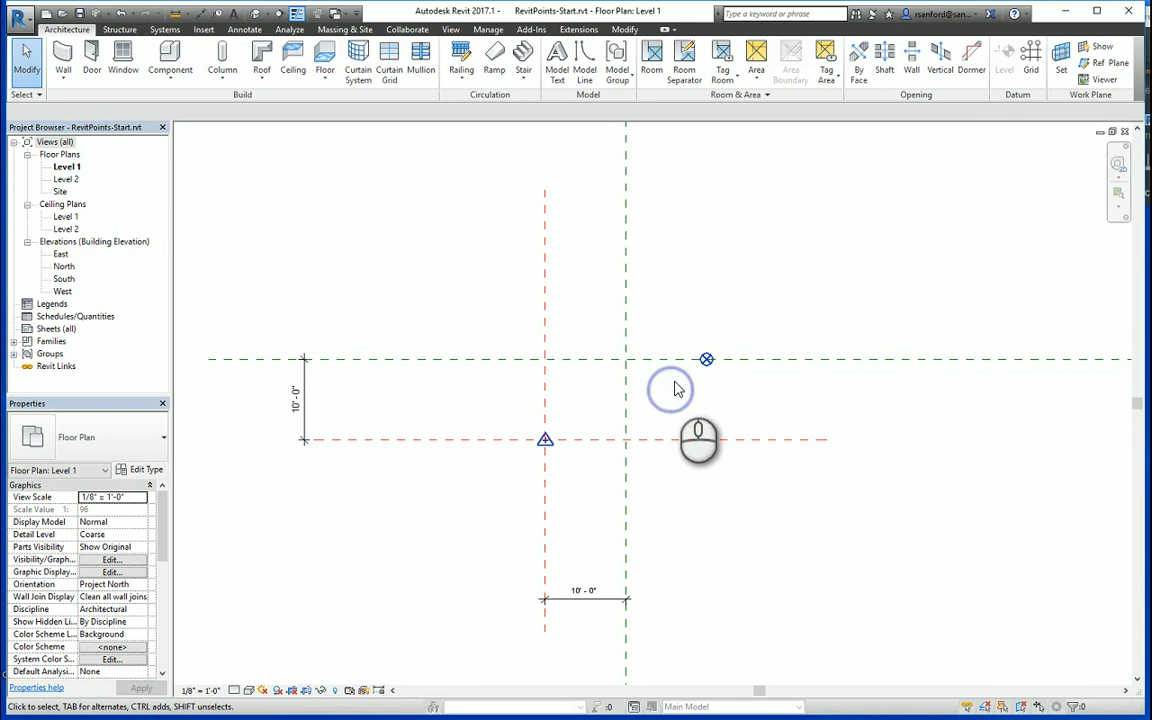 Autodesk Revit 2017.1 - RevitPoints-Start.rvt - Floor Plan: Level 1
Type a keyword or phrase
rsanford@san...
Architecture Structure Systems Insert Annotate Analyze Massing & Site Collaborate View Manage Add-Ins Extensions Modify
Modify Wall Door Window Component Column Roof Ceiling Floor Curtain System Curtain Grid Mullion Railing Ramp Stair Model Text Model Line Model Group Room Room Separator Tag Room Area Area Boundary Tag Area By Face Shaft Wall Vertical Dormer Level Grid Set Show Ref Plane Viewer
Select Build Circulation Model Room & Area Opening Datum Work Plane
Project Browser - RevitPoints-Start.rvt
Views (all)
Floor Plans
Level 1
Level 2
Site
Ceiling Plans
Level 1
Level 2
Elevations (Building Elevation)
East
North
South
West
Legends
Schedules/Quantities
Sheets (all)
Families
Groups
Revit Links
Properties
Floor Plan
Floor Plan: Level 1 Edit Type
Graphics
View Scale 1/8" = 1'-0"
Scale Value 1: 96
Display Model Normal
Detail Level Coarse
Parts Visibility Show Original
Visibility/Graph... Edit...
Graphic Display... Edit...
Orientation Project North
Wall Join Display Clean all wall joins
Discipline Architectural
Show Hidden Li... By Discipline
Color Scheme L... Background
Color Scheme <none>
System Color S... Edit...
Default Analysi... None
Properties help Apply
10' - 0"
10' - 0"
1/8" = 1'-0"
Click to select, TAB for alternates, CTRL adds, SHIFT unselects.
:0
Main Model
:0